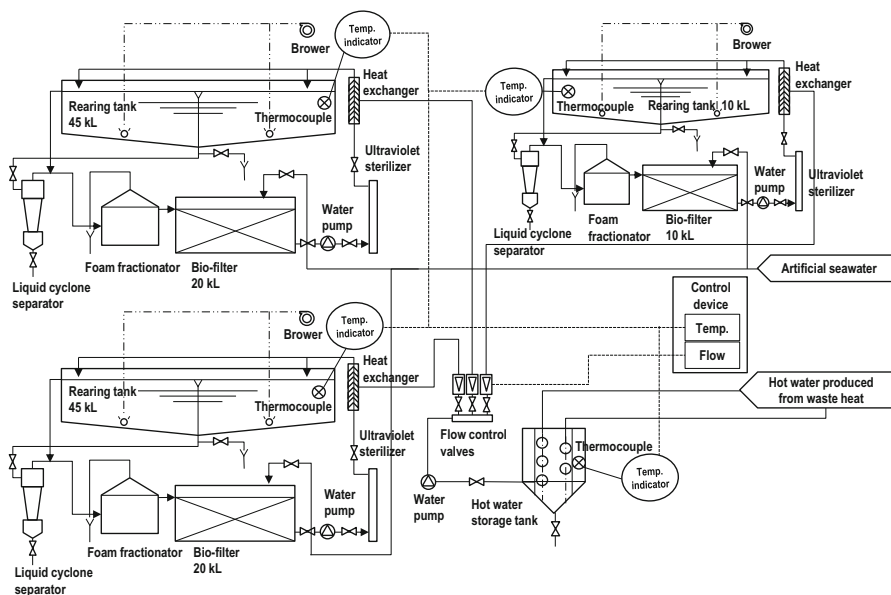 Temp.
indicator
Brower
Heat
exchanger
Rearing tank
45 kL
Thermocouple
Ultraviolet
sterilizer
Water
pump
Foam fractionator
Bio-filter
20 kL
Liquid cyclone
separator
Brower
Temp.
indicator
Heat
exchanger
Thermocouple
Rearing tank 10 kL
Water
pump
Ultraviolet
sterilizer
Liquid cyclone
separator
Foam
fractionator
Bio-filter
10 kL
Artificial seawater
Control
device
Temp.
Flow
Hot water produced
from waste heat
Brower
Temp.
indicator
Heat
exchanger
Rearing tank
45 kL
Thermocouple
Ultraviolet
sterilizer
Water
pump
Foam fractionator
Bio-filter
20 kL
Liquid cyclone
separator
Flow control
valves
Water
pump
Hot water
storage tank
Thermocouple
Temp.
indicator